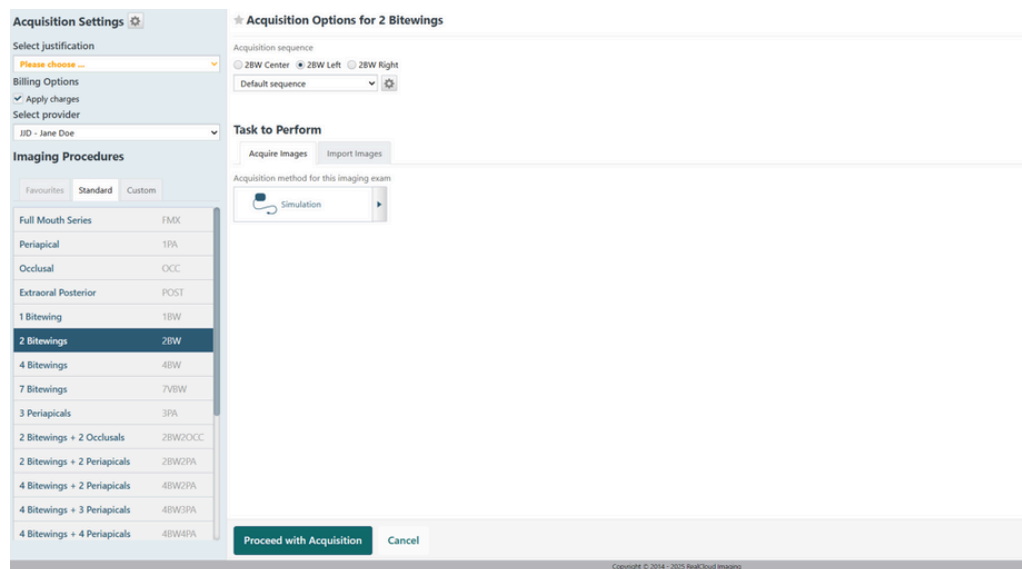 Acquisition Settings
Select justification
Please choose ...
Billing Options
Apply charges
Select provider
JJD - Jane Doe
Imaging Procedures
Favourites Standard Custom
Full Mouth Series FMX
Periapical 1PA
Occlusal OCC
Extraoral Posterior POST
1 Bitewing 1BW
2 Bitewings 2BW
4 Bitewings 4BW
7 Bitewings 7VBW
3 Periapicals 3PA
2 Bitewings + 2 Occlusals 2BW2OCC
2 Bitewings + 2 Periapicals 2BW2PA
4 Bitewings + 2 Periapicals 4BW2PA
4 Bitewings + 3 Periapicals 4BW3PA
4 Bitewings + 4 Periapicals 4BW4PA
Acquisition Options for 2 Bitewings
Acquisition sequence
2BW Center 2BW Left 2BW Right
Default sequence
Task to Perform
Acquire Images Import Images
Acquisition method for this imaging exam
Simulation
Proceed with Acquisition Cancel
Copyright © 2014 - 2025 RealCloud Imaging